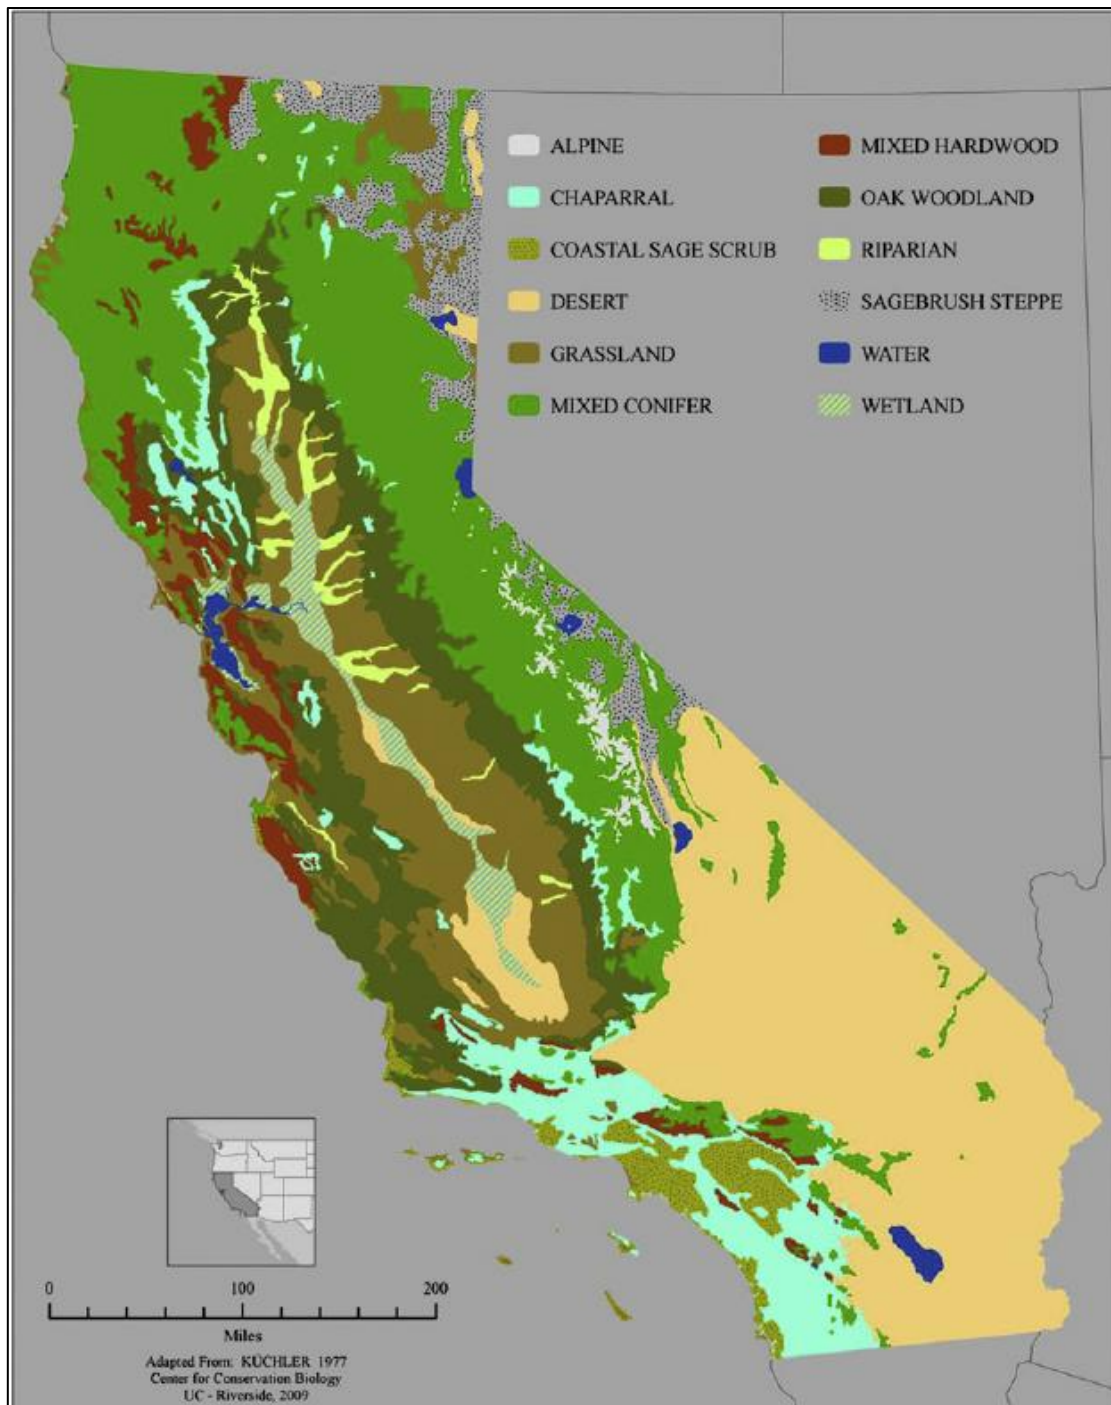 ALPINE
CHAPARRAL
COASTAL SAGE SCRUB
DESERT
GRASSLAND
MIXED CONIFER
MIXED HARDWOOD
OAK WOODLAND
RIPARIAN
SAGEBRUSH STEPPE
WATER
WETLAND
0 100 200
Miles
Adapted From: KÜCHLER 1977
Center for Conservation Biology
UC - Riverside, 2009